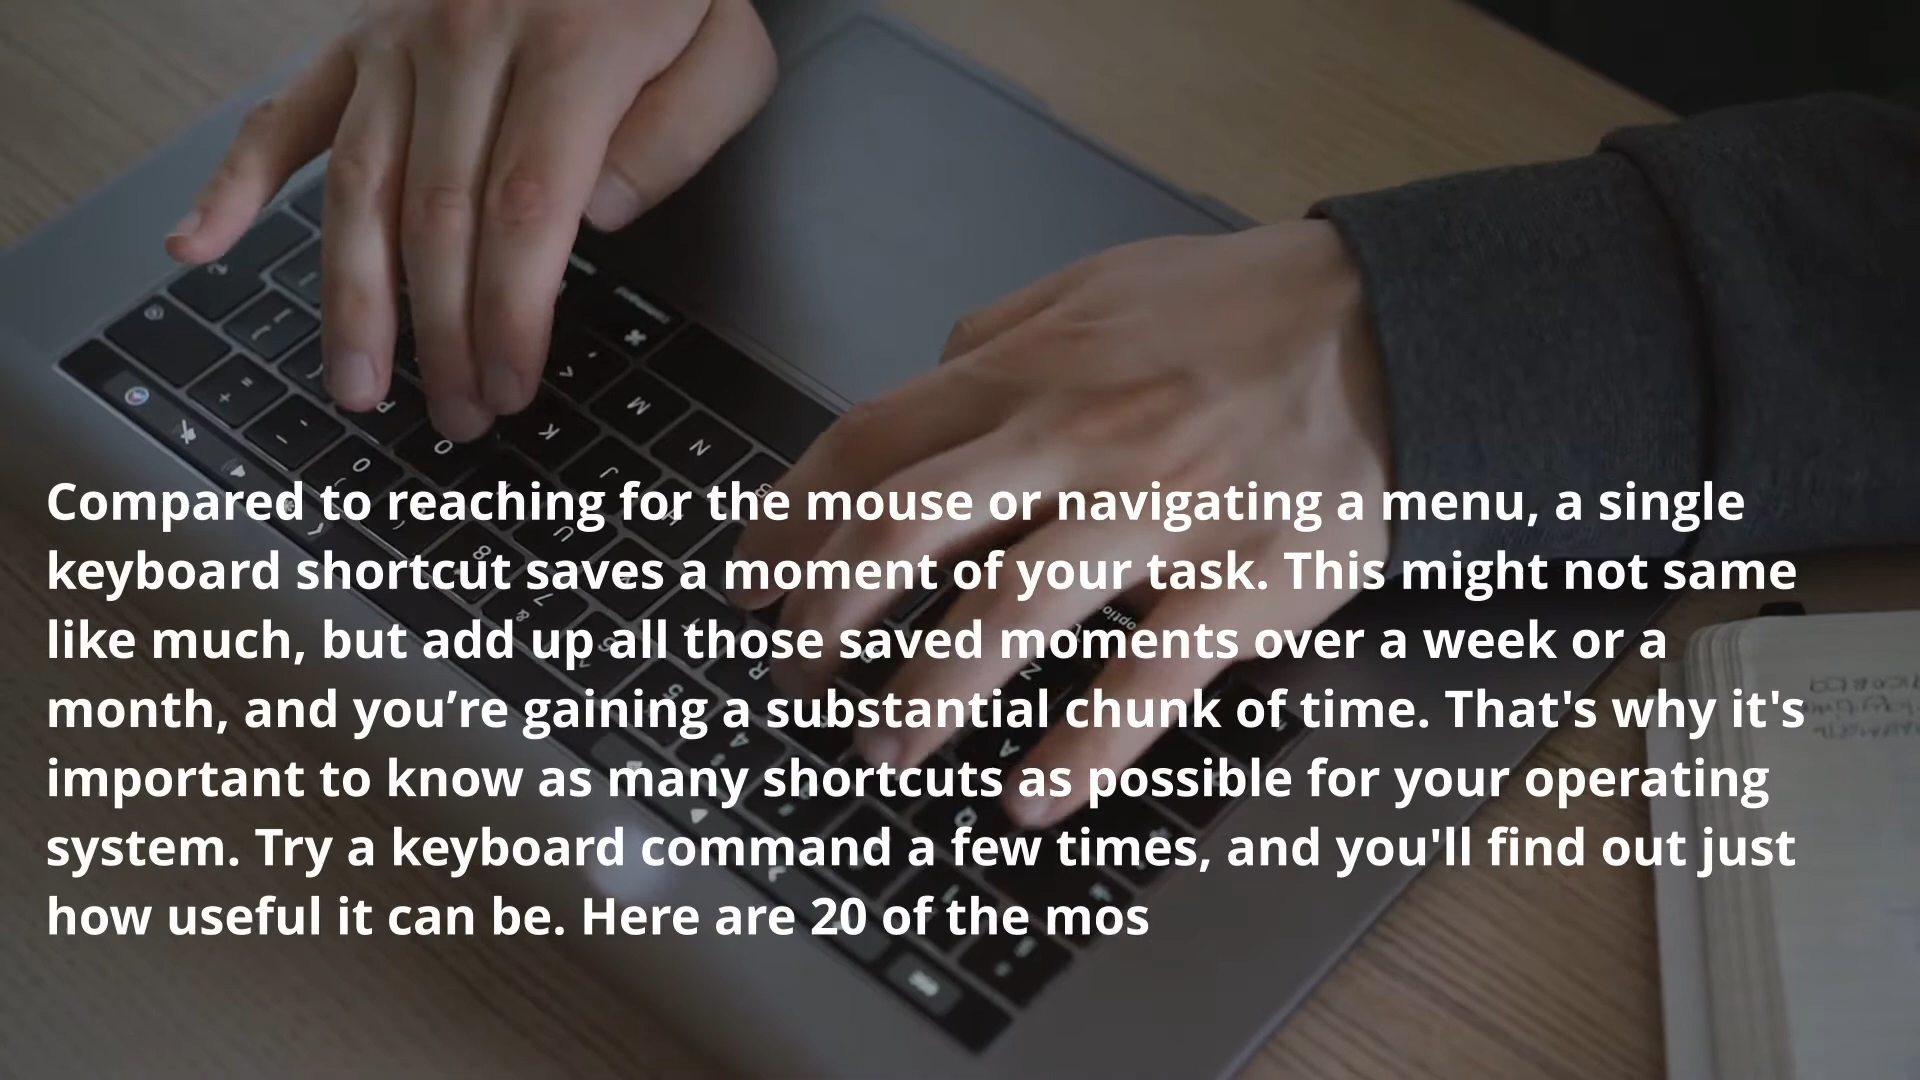 Compared to reaching for the mouse or navigating a menu, a single
keyboard shortcut saves a moment of your task. This might not same
like much, but add up all those saved moments over a week or a
month, and you’re gaining a substantial chunk of time. That's why it's
important to know as many shortcuts as possible for your operating
system. Try a keyboard command a few times, and you'll find out just
how useful it can be. Here are 20 of the mos